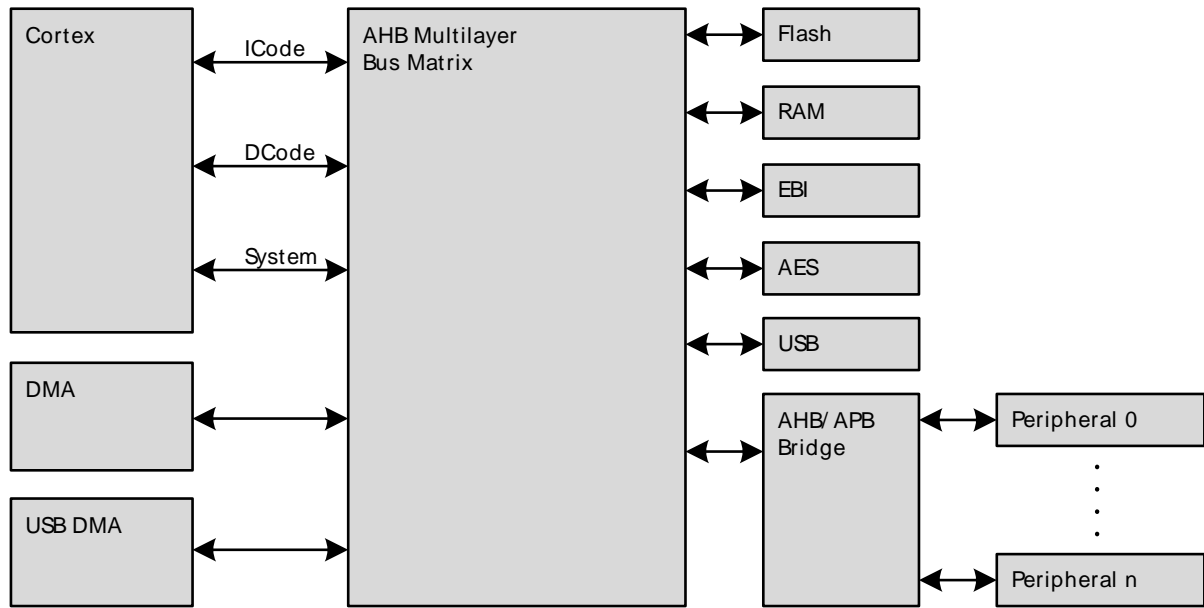 Cortex
ICode
DCode
System
DMA
USB DMA
AHB Multilayer
Bus Matrix
Flash
RAM
EBI
AES
USB
AHB/APB
Bridge
Peripheral 0
Peripheral n